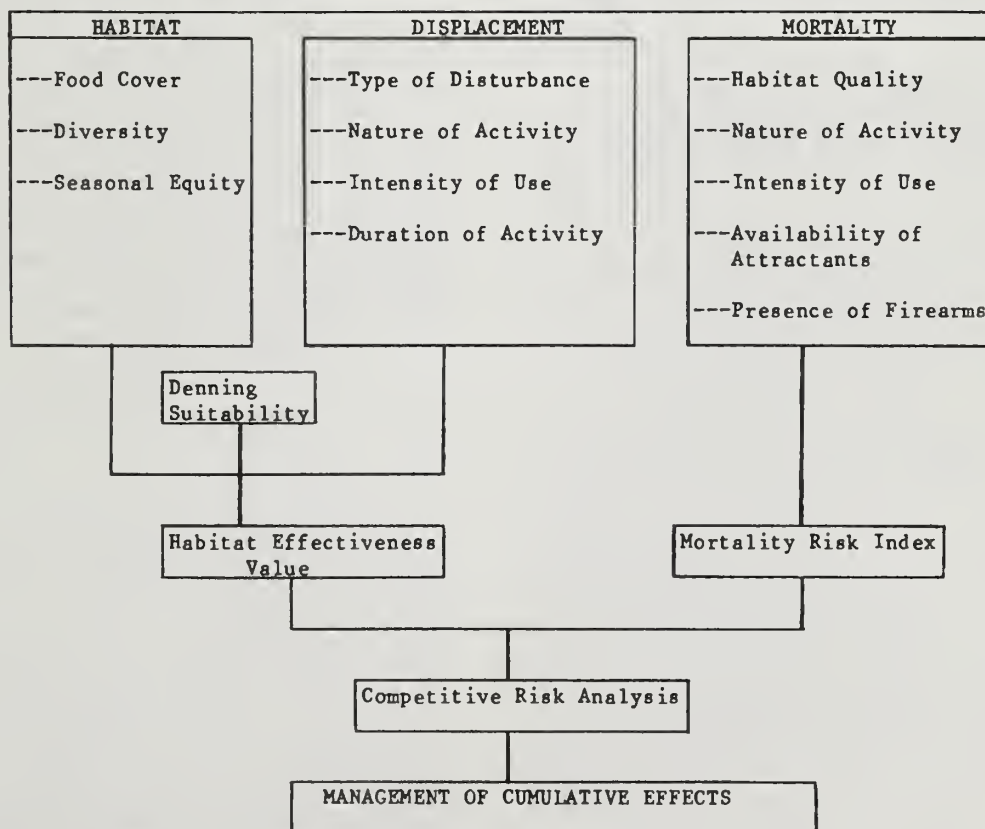 HABITAT
---Food Cover
---Diversity
---Seasonal Equity
DISPLACEMENT
---Type of Disturbance
---Nature of Activity
---Intensity of Use
---Duration of Activity
MORTALITY
---Habitat Quality
---Nature of Activity
---Intensity of Use
---Availability of
Attractants
---Presence of Firearms
Denning
Suitability
Habitat Effectiveness
Value
Mortality Risk Index
Competitive Risk Analysis
MANAGEMENT OF CUMULATIVE EFFECTS